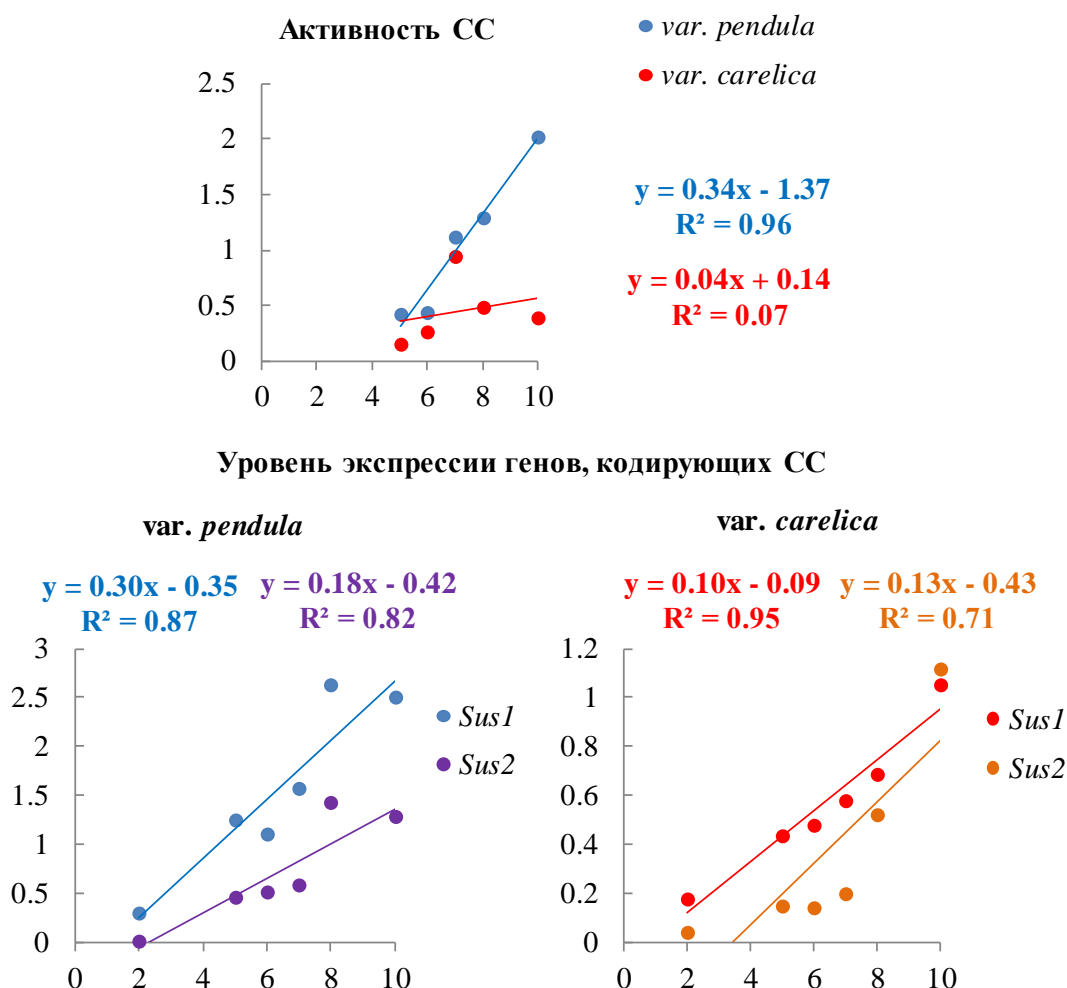 Активность СС
var. pendula
var. carelica
2.5
2
1.5
1
0.5
0
0 2 4 6 8 10
y = 0.34x - 1.37
R² = 0.96
y = 0.04x + 0.14
R² = 0.07
Уровень экспрессии генов, кодирующих СС
var. pendula
y = 0.30x - 0.35
R² = 0.87
y = 0.18x - 0.42
R² = 0.82
3
2.5
2
1.5
1
0.5
0
0 2 4 6 8 10
Sus1
Sus2
var. carelica
y = 0.10x - 0.09
R² = 0.95
y = 0.13x - 0.43
R² = 0.71
1.2
1
0.8
0.6
0.4
0.2
0
0 2 4 6 8 10
Sus1
Sus2